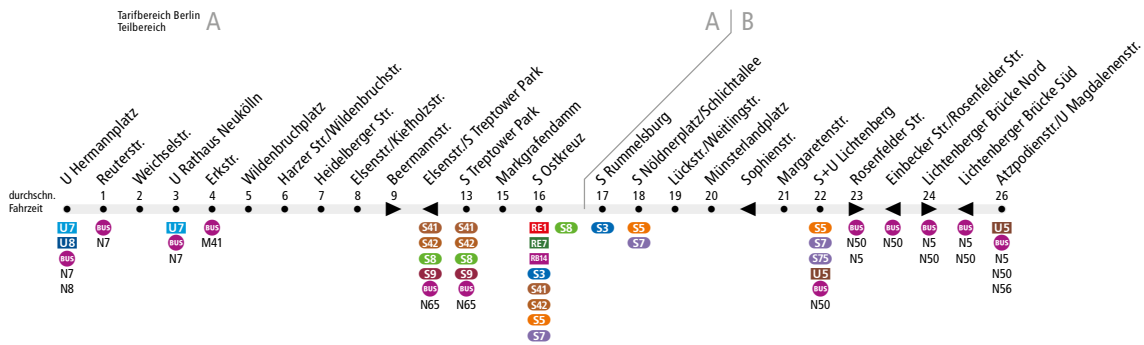 Tarifbereich Berlin
Teilbereich
A
A
B
U Hermannplatz
Reuterstr.
Weichselstr.
U Rathaus Neukölln
Erkstr.
Wildenbuchplatz
Harzer Str./Wildenbruchstr.
Heidelberger Str.
Elsenstr./Kiefholzstr.
Beermannstr.
Elsenstr/S Treptower Park
S Treptower Park
Markgrafendamm
S Ostkreuz
S Rummelsburg
S Nöldnerplatz/Schlichtallee
Lückstr./Weitlingstr.
Münsterlandplatz
Sophienstr.
Margaretenstr.
S+U Lichtenberg
Rosenfelder Str.
Einbecker Str./Rosenfelder Str.
Lichtenberger Brücke Nord
Lichtenberger Brücke Süd
Atzpodienstr./U Magdalenenstr.
durchschn.
Fahrzeit
1 2 3 4 5 6 7 8 9 13 15 16 17 18 19 20 21 22 23 24 26
U7
U8
BUS
N7
N8
BUS
N7
U7
BUS
N7
BUS
M41
S41
S42
S8
S9
BUS
N65
S41
S42
S8
S9
BUS
N65
RE1
RE7
RB14
S3
S41
S42
S5
S7
S8
S3
S5
S7
S5
S7
S75
U5
BUS
N50
BUS
N50
N5
BUS
N50
BUS
N5
N50
BUS
N5
N50
U5
BUS
N5
N50
N56